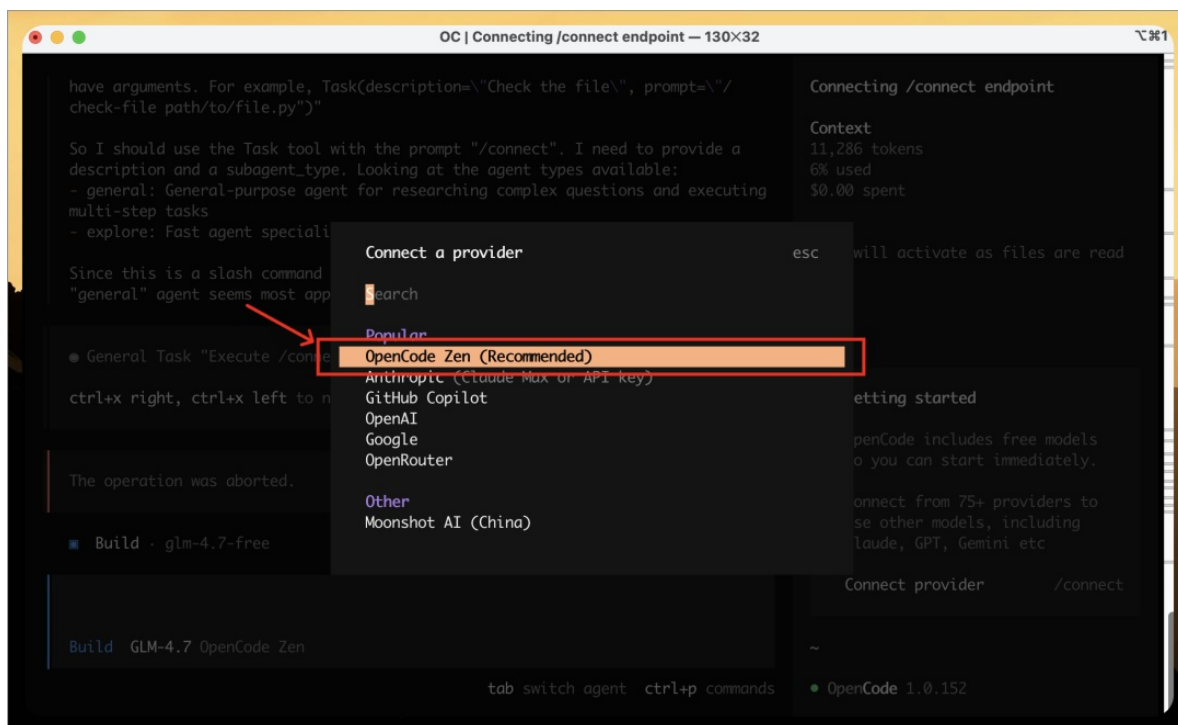 OC | Connecting /connect endpoint — 130×32
⌥⌘1
have arguments. For example, Task(description=\"Check the file\", prompt=\"/
check-file path/to/file.py")"
So I should use the Task tool with the prompt "/connect". I need to provide a
description and a subagent_type. Looking at the agent types available:
- general: General-purpose agent for researching complex questions and executing
multi-step tasks
- explore: Fast agent speciali
Since this is a slash command
"general" agent seems most app
General Task "Execute /conne
ctrl+x right, ctrl+x left to n
The operation was aborted.
Build · glm-4.7-free
Build GLM-4.7 OpenCode Zen
tab switch agent ctrl+p commands
Connect a provider esc
Search
Popular
OpenCode Zen (Recommended)
Anthropic (Claude Max or API key)
GitHub Copilot
OpenAI
Google
OpenRouter
Other
Moonshot AI (China)
Connecting /connect endpoint
Context
11,286 tokens
6% used
$0.00 spent
will activate as files are read
etting started
penCode includes free models
o you can start immediately.
onnect from 75+ providers to
se other models, including
laude, GPT, Gemini etc
Connect provider /connect
~
OpenCode 1.0.152